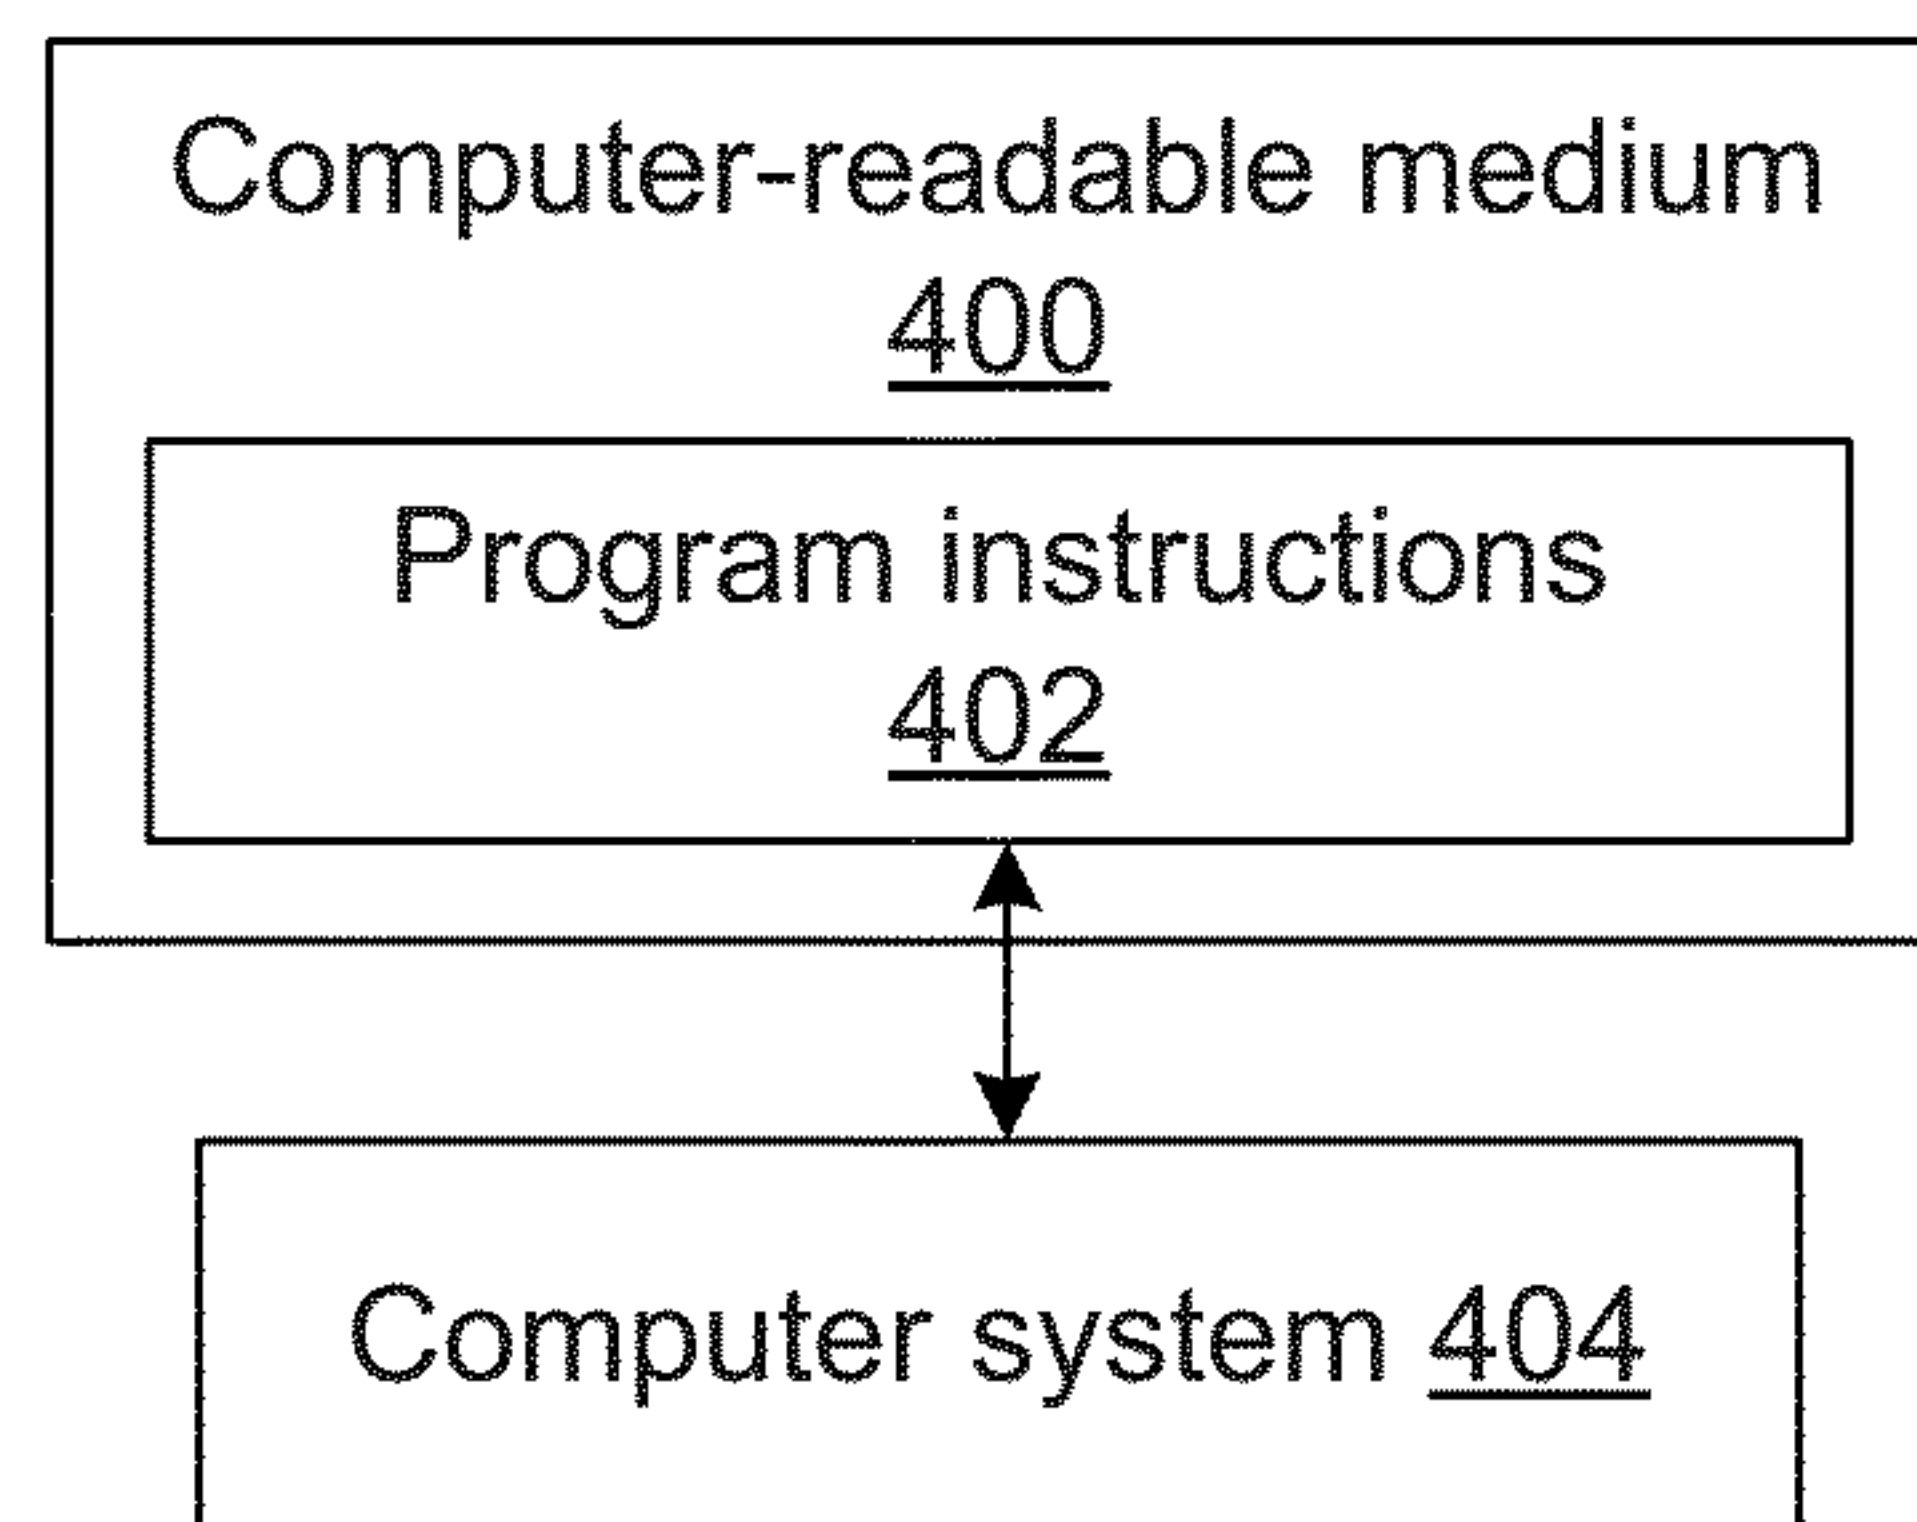 Computer-readable medium
400
Program instructions
402
Computer system 404